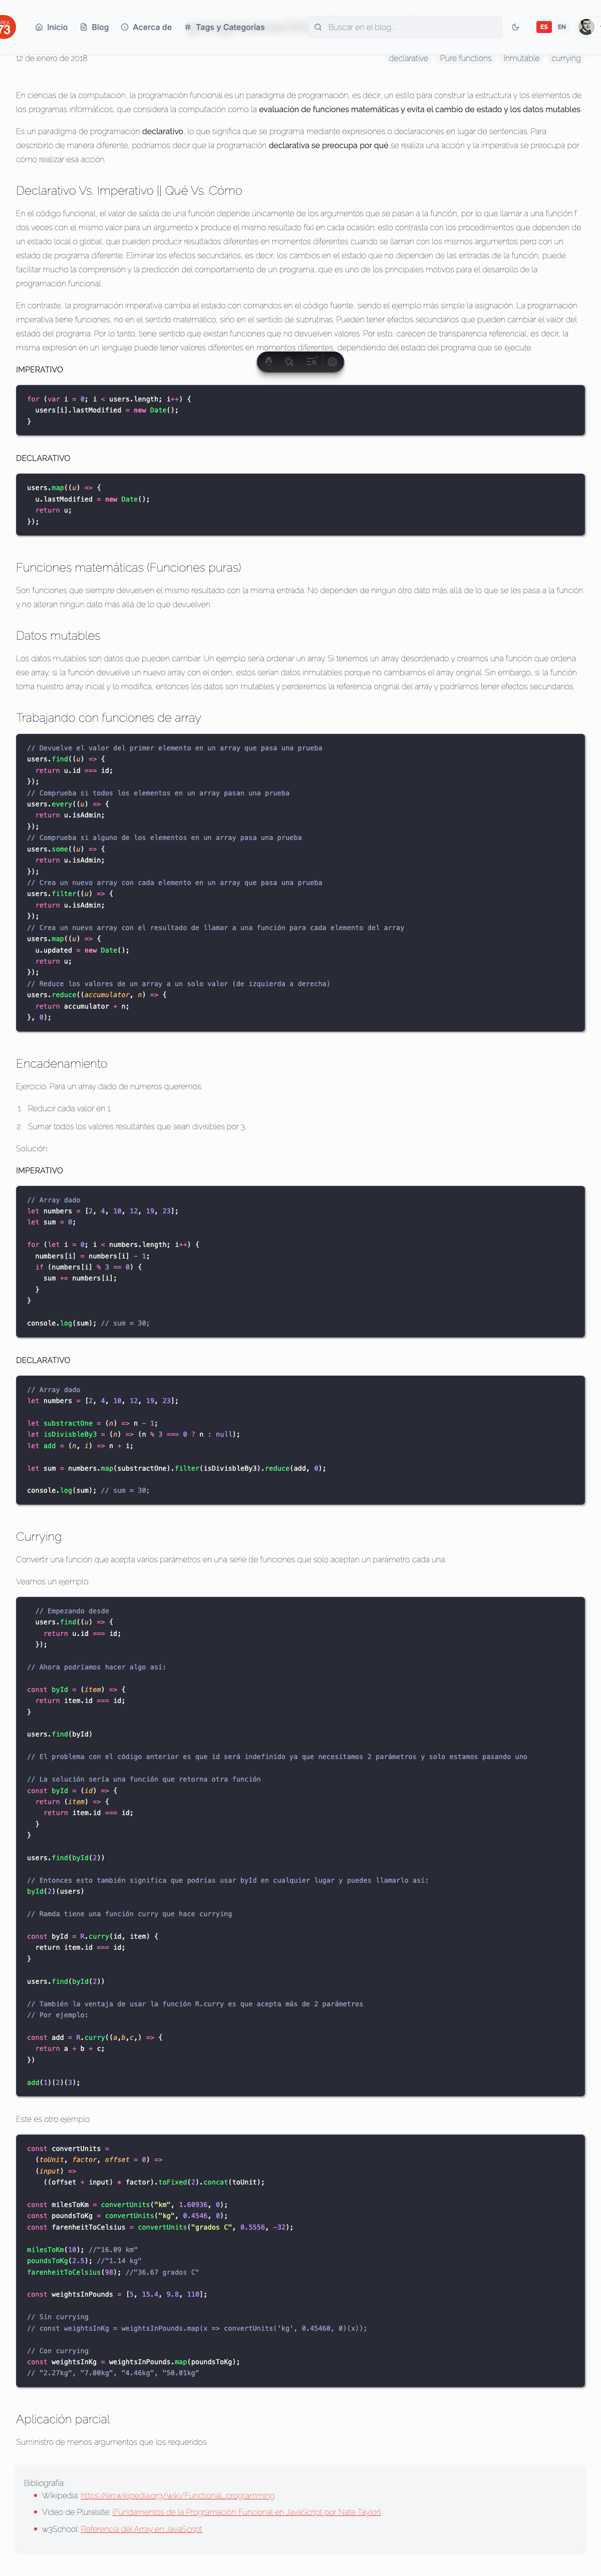 73
Inicio
Blog
Acerca de
Tags y Categorías
Buscar en el blog...
ES
EN
12 de enero de 2018
declarative
Pure functions
Inmutable
currying
En ciencias de la computación, la programación funcional es un paradigma de programación, es decir, un estilo para construir la estructura y los elementos de
los programas informáticos, que considera la computación como la evaluación de funciones matemáticas y evita el cambio de estado y los datos mutables.
Es un paradigma de programación declarativo, lo que significa que se programa mediante expresiones o declaraciones en lugar de sentencias. Para
describirlo de manera diferente, podríamos decir que la programación declarativa se preocupa por qué se realiza una acción y la imperativa se preocupa por
cómo realizar esa acción.
Declarativo Vs. Imperativo || Qué Vs. Cómo
En el código funcional, el valor de salida de una función depende únicamente de los argumentos que se pasan a la función, por lo que llamar a una función f
dos veces con el mismo valor para un argumento x produce el mismo resultado f(x) en cada ocasión; esto contrasta con los procedimientos que dependen de
un estado local o global, que pueden producir resultados diferentes en momentos diferentes cuando se llaman con los mismos argumentos pero con un
estado de programa diferente. Eliminar los efectos secundarios, es decir, los cambios en el estado que no dependen de las entradas de la función, puede
facilitar mucho la comprensión y la predicción del comportamiento de un programa, que es uno de los principales motivos para el desarrollo de la
programación funcional.
En contraste, la programación imperativa cambia el estado con comandos en el código fuente, siendo el ejemplo más simple la asignación. La programación
imperativa tiene funciones, no en el sentido matemático, sino en el sentido de subrutinas. Pueden tener efectos secundarios que pueden cambiar el valor del
estado del programa. Por lo tanto, tiene sentido que existan funciones que no devuelven valores. Por esto, carecen de transparencia referencial, es decir, la
misma expresión en un lenguaje puede tener valores diferentes en momentos diferentes, dependiendo del estado del programa que se ejecute.
IMPERATIVO
for (var i = 0; i < users.length; i++) {
  users[i].lastModified = new Date();
}
DECLARATIVO
users.map((u) => {
  u.lastModified = new Date();
  return u;
});
Funciones matemáticas (Funciones puras)
Son funciones que siempre devuelven el mismo resultado con la misma entrada. No dependen de ningún otro dato más allá de lo que se les pasa a la función
y no alteran ningún dato más allá de lo que devuelven.
Datos mutables
Los datos mutables son datos que pueden cambiar. Un ejemplo sería ordenar un array. Si tenemos un array desordenado y creamos una función que ordena
ese array, si la función devuelve un nuevo array con el orden, estos serían datos inmutables porque no cambiamos el array original. Sin embargo, si la función
toma nuestro array inicial y lo modifica, entonces los datos son mutables y perderemos la referencia original del array y podríamos tener efectos secundarios.
Trabajando con funciones de array
// Devuelve el valor del primer elemento en un array que pasa una prueba
users.find((u) => {
  return u.id === id;
});
// Comprueba si todos los elementos en un array pasan una prueba
users.every((u) => {
  return u.isAdmin;
});
// Comprueba si alguno de los elementos en un array pasa una prueba
users.some((u) => {
  return u.isAdmin;
});
// Crea un nuevo array con cada elemento en un array que pasa una prueba
users.filter((u) => {
  return u.isAdmin;
});
// Crea un nuevo array con el resultado de llamar a una función para cada elemento del array
users.map((u) => {
  u.updated = new Date();
  return u;
});
// Reduce los valores de un array a un solo valor (de izquierda a derecha)
users.reduce((accumulator, n) => {
  return accumulator + n;
}, 0);
Encadenamiento
Ejercicio: Para un array dado de números queremos:
1. Reducir cada valor en 1.
2. Sumar todos los valores resultantes que sean divisibles por 3.
Solución:
IMPERATIVO
// Array dado
let numbers = [2, 4, 10, 12, 19, 23];
let sum = 0;
for (let i = 0; i < numbers.length; i++) {
  numbers[i] = numbers[i] - 1;
  if (numbers[i] % 3 == 0) {
    sum += numbers[i];
  }
}
console.log(sum); // sum = 30;
DECLARATIVO
// Array dado
let numbers = [2, 4, 10, 12, 19, 23];
let substractOne = (n) => n - 1;
let isDivisbleBy3 = (n) => (n % 3 === 0 ? n : null);
let add = (n, i) => n + i;
let sum = numbers.map(substractOne).filter(isDivisbleBy3).reduce(add, 0);
console.log(sum); // sum = 30;
Currying
Convertir una función que acepta varios parámetros en una serie de funciones que solo aceptan un parámetro cada una.
Veamos un ejemplo:
  // Empezando desde
  users.find((u) => {
    return u.id === id;
  });
// Ahora podríamos hacer algo así:
const byId = (item) => {
  return item.id === id;
}
users.find(byId)
// El problema con el código anterior es que id será indefinido ya que necesitamos 2 parámetros y solo estamos pasando uno
// La solución sería una función que retorna otra función
const byId = (id) => {
  return (item) => {
    return item.id === id;
  }
}
users.find(byId(2))
// Entonces esto también significa que podrías usar byId en cualquier lugar y puedes llamarlo así:
byId(2)(users)
// Ramda tiene una función curry que hace currying
const byId = R.curry(id, item) {
  return item.id === id;
}
users.find(byId(2))
// También la ventaja de usar la función R.curry es que acepta más de 2 parámetros
// Por ejemplo:
const add = R.curry((a,b,c,) => {
  return a + b + c;
})
add(1)(2)(3);
Este es otro ejemplo:
const convertUnits =
  (toUnit, factor, offset = 0) =>
  (input) =>
    ((offset + input) * factor).toFixed(2).concat(toUnit);
const milesToKm = convertUnits("km", 1.60936, 0);
const poundsToKg = convertUnits("kg", 0.4546, 0);
const farenheitToCelsius = convertUnits("grados C", 0.5556, -32);
milesToKm(10); //"16.09 km"
poundsToKg(2.5); //"1.14 kg"
farenheitToCelsius(98); //"36.67 grados C"
const weightsInPounds = [5, 15.4, 9.8, 110];
// Sin currying
// const weightsInKg = weightsInPounds.map(x => convertUnits('kg', 0.45460, 0)(x));
// Con currying
const weightsInKg = weightsInPounds.map(poundsToKg);
// "2.27kg", "7.00kg", "4.46kg", "50.01kg"
Aplicación parcial
Suministro de menos argumentos que los requeridos
Bibliografía:
Wikipedia: https://en.wikipedia.org/wiki/Functional_programming
Video de Pluralsite: [Fundamentos de la Programación Funcional en JavaScript por Nate Taylor]
w3School: Referencia del Array en JavaScript